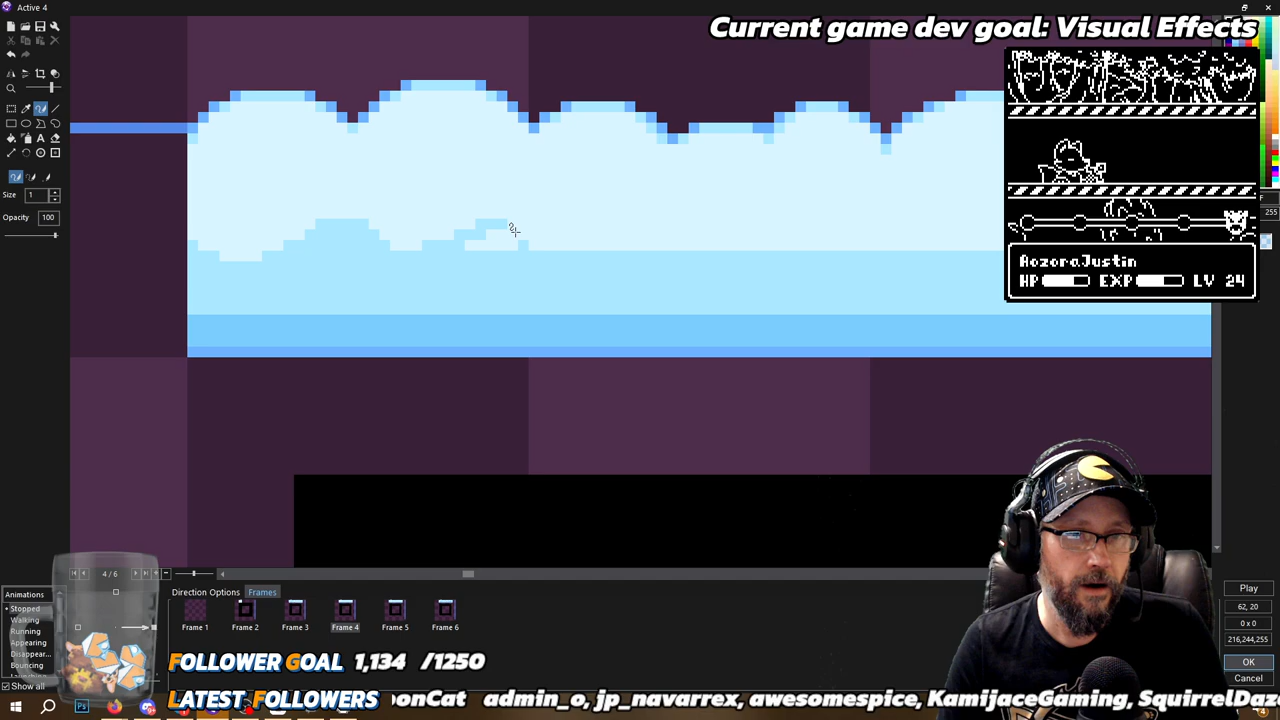 Active 4
Current game dev goal: Visual Effects
Size 1
Opacity 100
255
AozoraJustin
HP EXP LV 24
4 / 6
Direction Options Frames
Animations
Stopped
Walking
Running
Appearing
Disappear...
Bouncing
Show all
Frame 1 Frame 2 Frame 3 Frame 4 Frame 5 Frame 6
Play
62, 20
0 x 0
216,244,255
OK
Cancel
Follower Goal 1,134 /1250
Latest Followers onCat admin_o, jp_navarrex, awesomespice, KamijaceGaming, SquirrelDaz
Ps